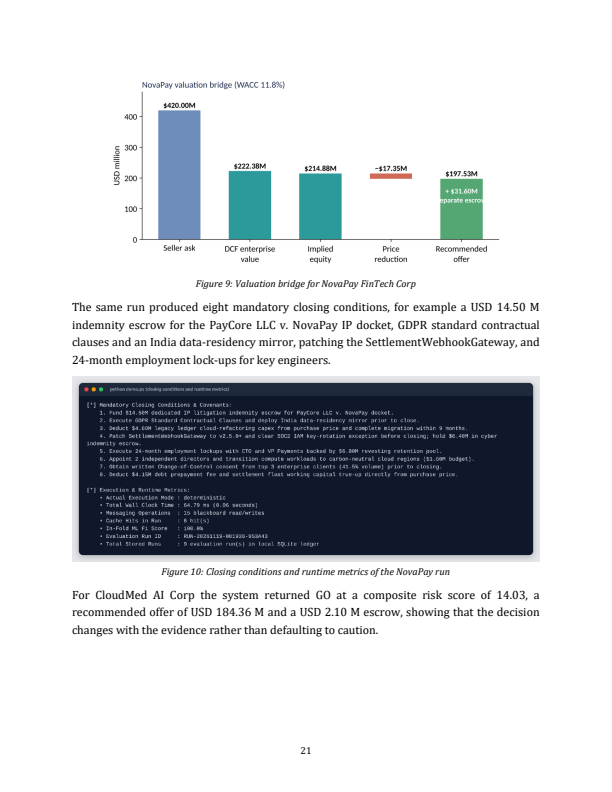 NovaPay valuation bridge (WACC 11.8%)
USD million
400
300
200
100
0
$420.00M
$222.38M
$214.88M
−$17.35M
$197.53M
+ $31.60M
eparate escrow
Seller ask
DCF enterprise
value
Implied
equity
Price
reduction
Recommended
offer
Figure 9: Valuation bridge for NovaPay FinTech Corp
The same run produced eight mandatory closing conditions, for example a USD 14.50 M
indemnity escrow for the PayCore LLC v. NovaPay IP docket, GDPR standard contractual
clauses and an India data-residency mirror, patching the SettlementWebhookGateway, and
24-month employment lock-ups for key engineers.
python demo.py (closing conditions and runtime metrics)
[*] Mandatory Closing Conditions & Covenants:
1. Fund $14.50M dedicated IP litigation indemnity escrow for PayCore LLC v. NovaPay docket.
2. Execute GDPR Standard Contractual Clauses and deploy India data-residency mirror prior to close.
3. Deduct $4.80M legacy ledger cloud-refactoring capex from purchase price and complete migration within 9 months.
4. Patch SettlementWebhookGateway to v2.5.0+ and clear SOC2 IAM key-rotation exception before closing; hold $6.40M in cyber
indemnity escrow.
5. Execute 24-month lockups with CTO and VP Payments backed by $6.80M revesting retention pool.
6. Appoint 2 independent directors and transition compute workloads to carbon-neutral cloud regions ($1.60M budget).
7. Obtain written Change-of-Control consent from top 3 enterprise clients (41.5% volume) prior to closing.
8. Deduct $4.15M debt prepayment fee and settlement float working capital true-up directly from purchase price.
[*] Execution & Runtime Metrics:
• Actual Execution Mode : deterministic
• Total Wall Clock Time : 64.79 ms (0.06 seconds)
• Messaging Operations : 15 blackboard read/writes
• Cache Hits in Run : 8 hit(s)
• In-Fold ML F1 Score : 100.0%
• Evaluation Run ID :
• Total Stored Runs : 9 evaluation run(s) in local SQLite ledger
Figure 10: Closing conditions and runtime metrics of the NovaPay run
For CloudMed AI Corp the system returned GO at a composite risk score of 14.03, a
recommended offer of USD 184.36 M and a USD 2.10 M escrow, showing that the decision
changes with the evidence rather than defaulting to caution.
21